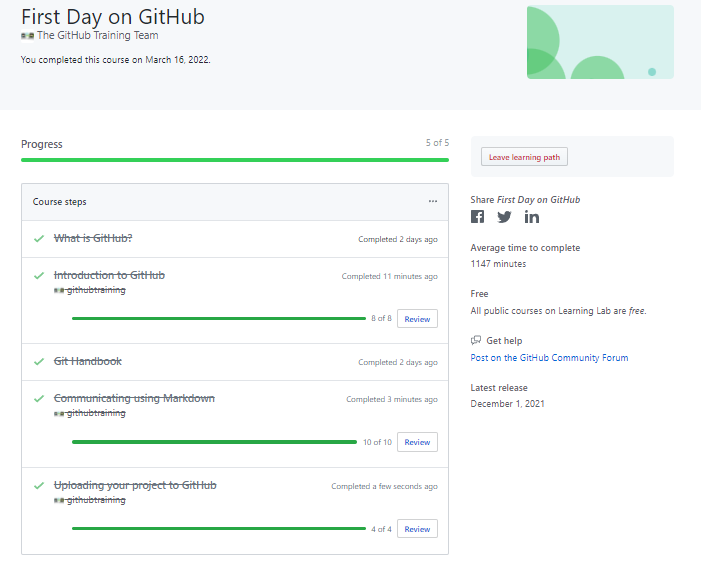 First Day on GitHub
The GitHub Training Team
You completed this course on March 16, 2022.
Progress
5 of 5
Course steps
What is GitHub?
Completed 2 days ago
Introduction to GitHub
Completed 11 minutes ago
githubtraining
8 of 8
Review
Git Handbook
Completed 2 days ago
Communicating using Markdown
Completed 3 minutes ago
githubtraining
10 of 10
Review
Uploading your project to GitHub
Completed a few seconds ago
githubtraining
4 of 4
Review
Leave learning path
Share First Day on GitHub
Average time to complete
1147 minutes
Free
All public courses on Learning Lab are free.
Get help
Post on the GitHub Community Forum
Latest release
December 1, 2021